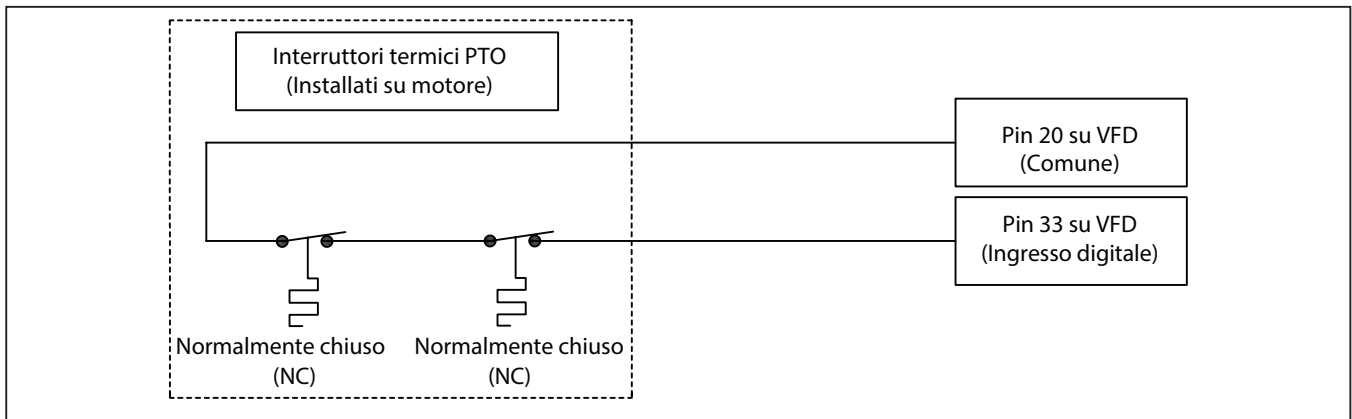 Interruttori termici PTO
(Installati su motore)
Pin 20 su VFD
(Comune)
Pin 33 su VFD
(Ingresso digitale)
Normalmente chiuso
(NC)
Normalmente chiuso
(NC)